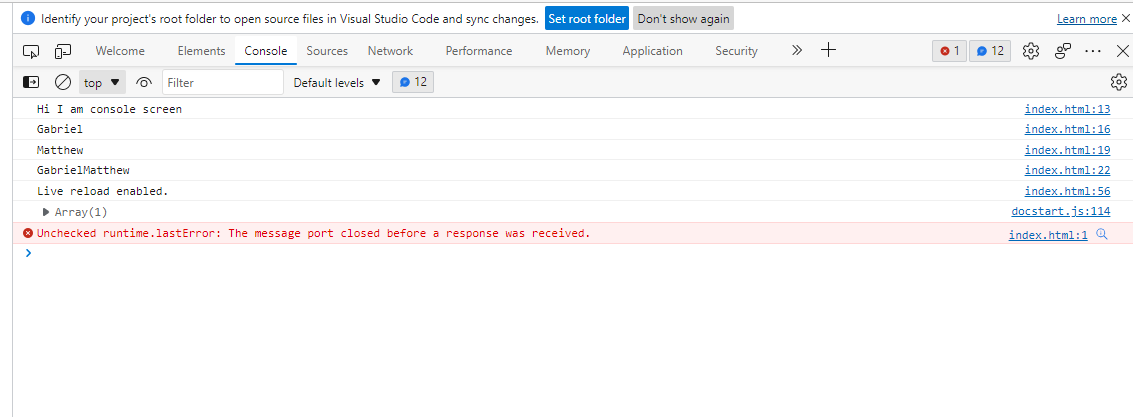 Identify your project's root folder to open source files in Visual Studio Code and sync changes. Set root folder Don't show again Learn more
Welcome Elements Console Sources Network Performance Memory Application Security 1 12
top Filter Default levels 12
Hi I am console screen index.html:13
Gabriel index.html:16
Matthew index.html:19
GabrielMatthew index.html:22
Live reload enabled. index.html:56
Array(1) docstart.js:114
Unchecked runtime.lastError: The message port closed before a response was received. index.html:1